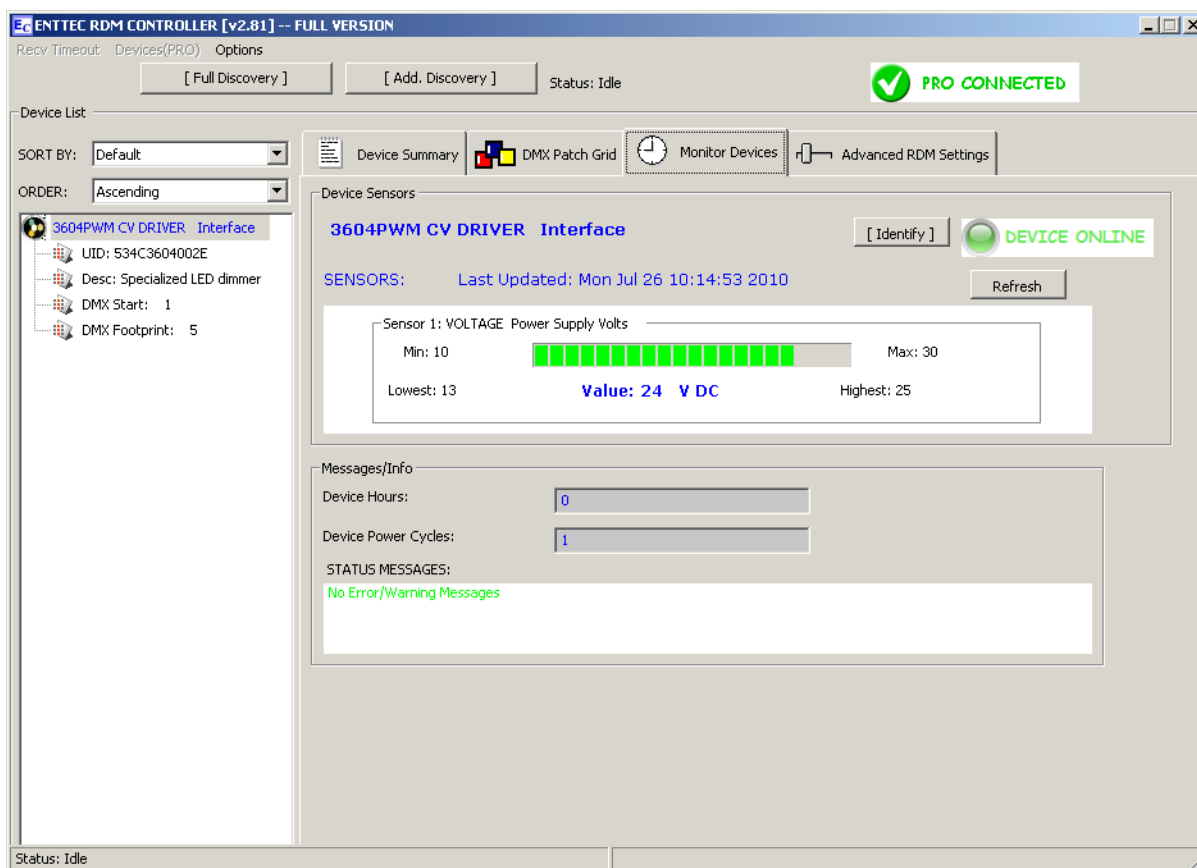 EC ENTTEC RDM CONTROLLER [v2.81] -- FULL VERSION
Recv Timeout Devices(PRO) Options
[ Full Discovery ] [ Add. Discovery ] Status: Idle PRO CONNECTED
Device List
SORT BY: Default
ORDER: Ascending
3604PWM CV DRIVER Interface
UID: 534C3604002E
Desc: Specialized LED dimmer
DMX Start: 1
DMX Footprint: 5
Device Summary DMX Patch Grid Monitor Devices Advanced RDM Settings
Device Sensors
3604PWM CV DRIVER Interface [ Identify ] DEVICE ONLINE
SENSORS: Last Updated: Mon Jul 26 10:14:53 2010 Refresh
Sensor 1: VOLTAGE Power Supply Volts
Min: 10 Max: 30
Lowest: 13 Value: 24 V DC Highest: 25
Messages/Info
Device Hours: 0
Device Power Cycles: 1
STATUS MESSAGES:
No Error/Warning Messages
Status: Idle